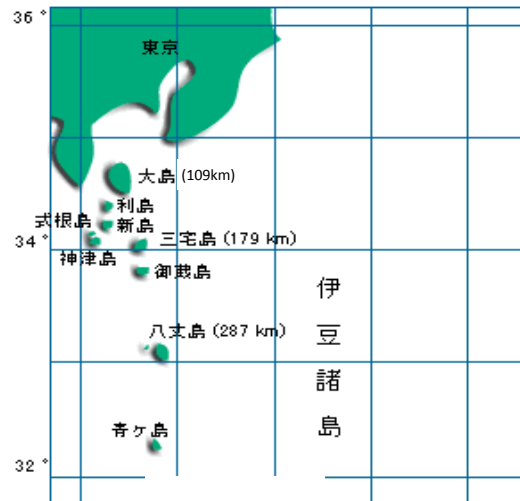 36°
東京
大島 (109km)
利島
式根島
新島
34°
三宅島 (179 km)
神津島
御蔵島
伊豆諸島
八丈島 (287 km)
青ヶ島
32°